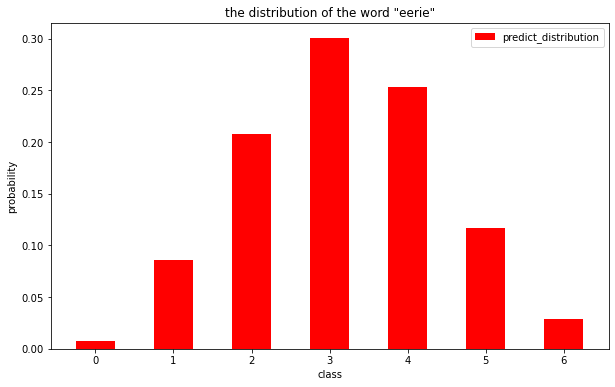 the distribution of the word "eerie"
predict_distribution
probability
0.30
0.25
0.20
0.15
0.10
0.05
0.00
0 1 2 3 4 5 6
class